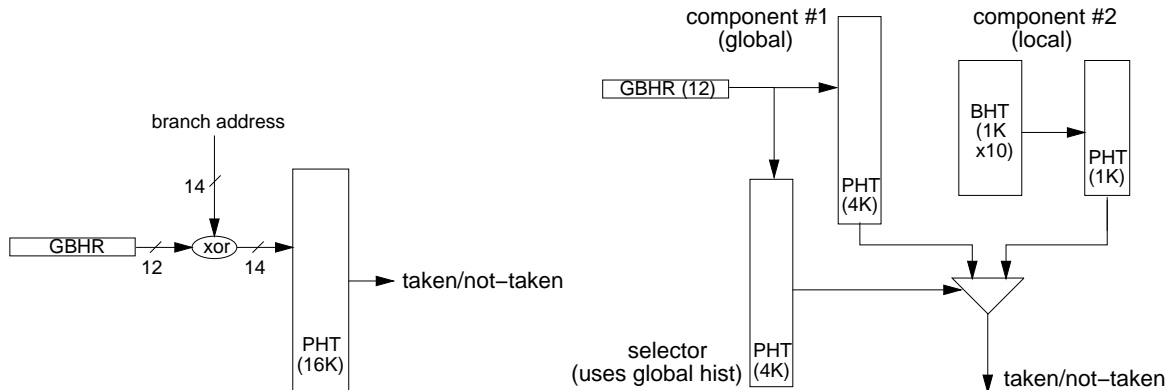 branch address
14
GBHR
12
xor
14
PHT
(16K)
taken/not−taken
component #1
(global)
component #2
(local)
GBHR (12)
PHT
(4K)
BHT
(1K
x10)
PHT
(1K)
selector
(uses global hist)
PHT
(4K)
taken/not−taken